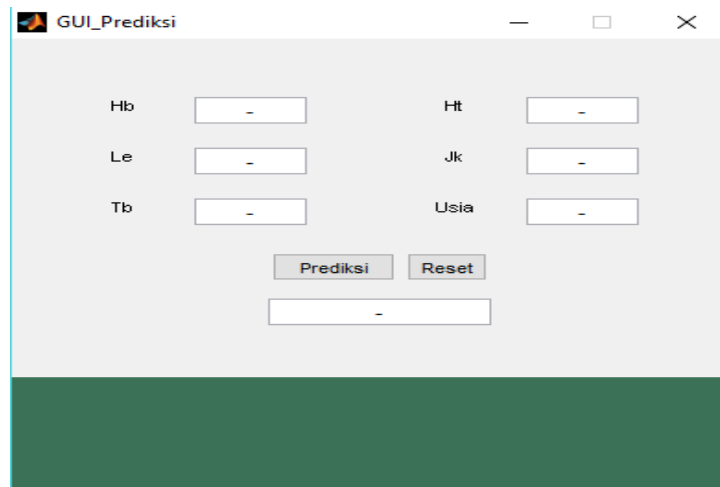 GUI_Prediksi
Hb - Ht -
Le - Jk -
Tb - Usia -
Prediksi Reset
-